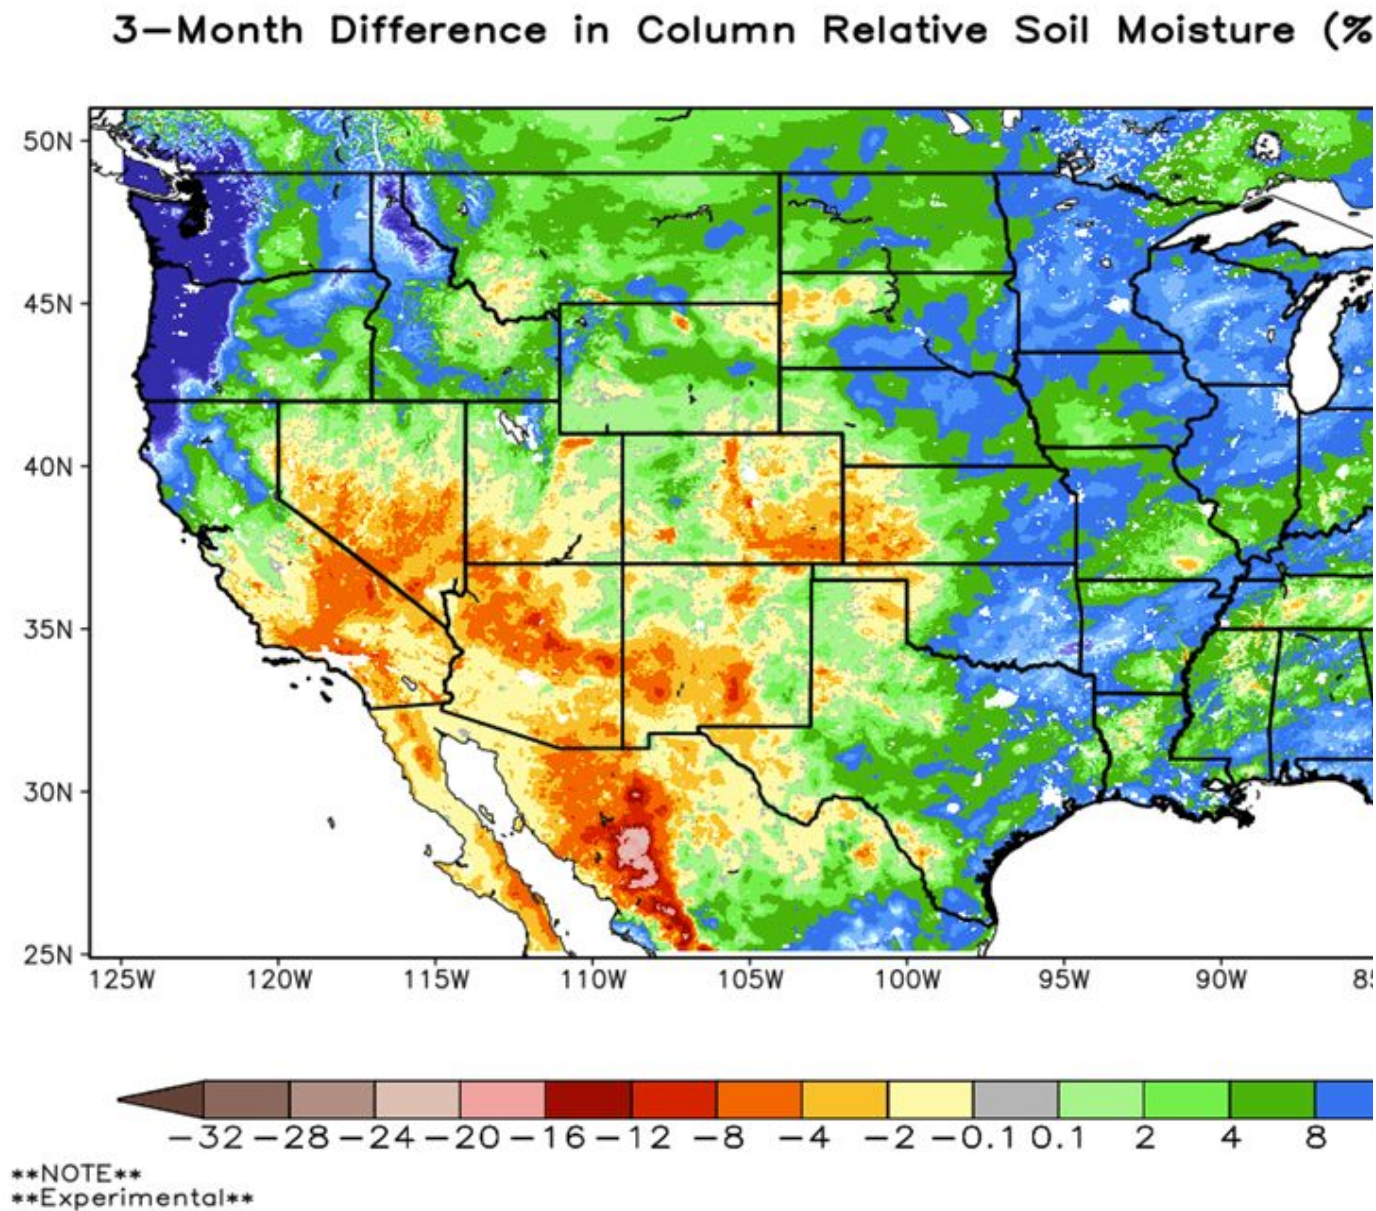 3-Month Difference in Column Relative Soil Moisture (%
50N
45N
40N
35N
30N
25N
125W 120W 115W 110W 105W 100W 95W 90W 85
-32 -28 -24 -20 -16 -12 -8 -4 -2 -0.1 0.1 2 4 8
**NOTE**
**Experimental**